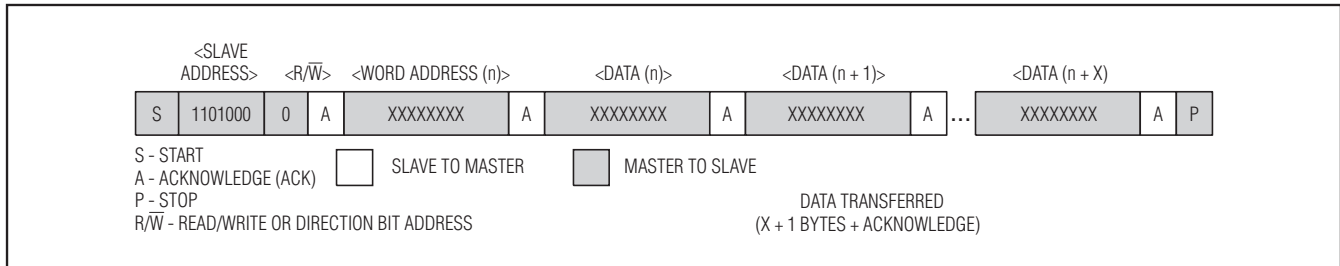 <SLAVE
ADDRESS> <R/W̅> <WORD ADDRESS (n)> <DATA (n)> <DATA (n + 1)> <DATA (n + X)
S 1101000 0 A XXXXXXXX A XXXXXXXX A XXXXXXXX A ... XXXXXXXX A P
S - START
A - ACKNOWLEDGE (ACK) SLAVE TO MASTER MASTER TO SLAVE
P - STOP DATA TRANSFERRED
R/W̅ - READ/WRITE OR DIRECTION BIT ADDRESS (X + 1 BYTES + ACKNOWLEDGE)